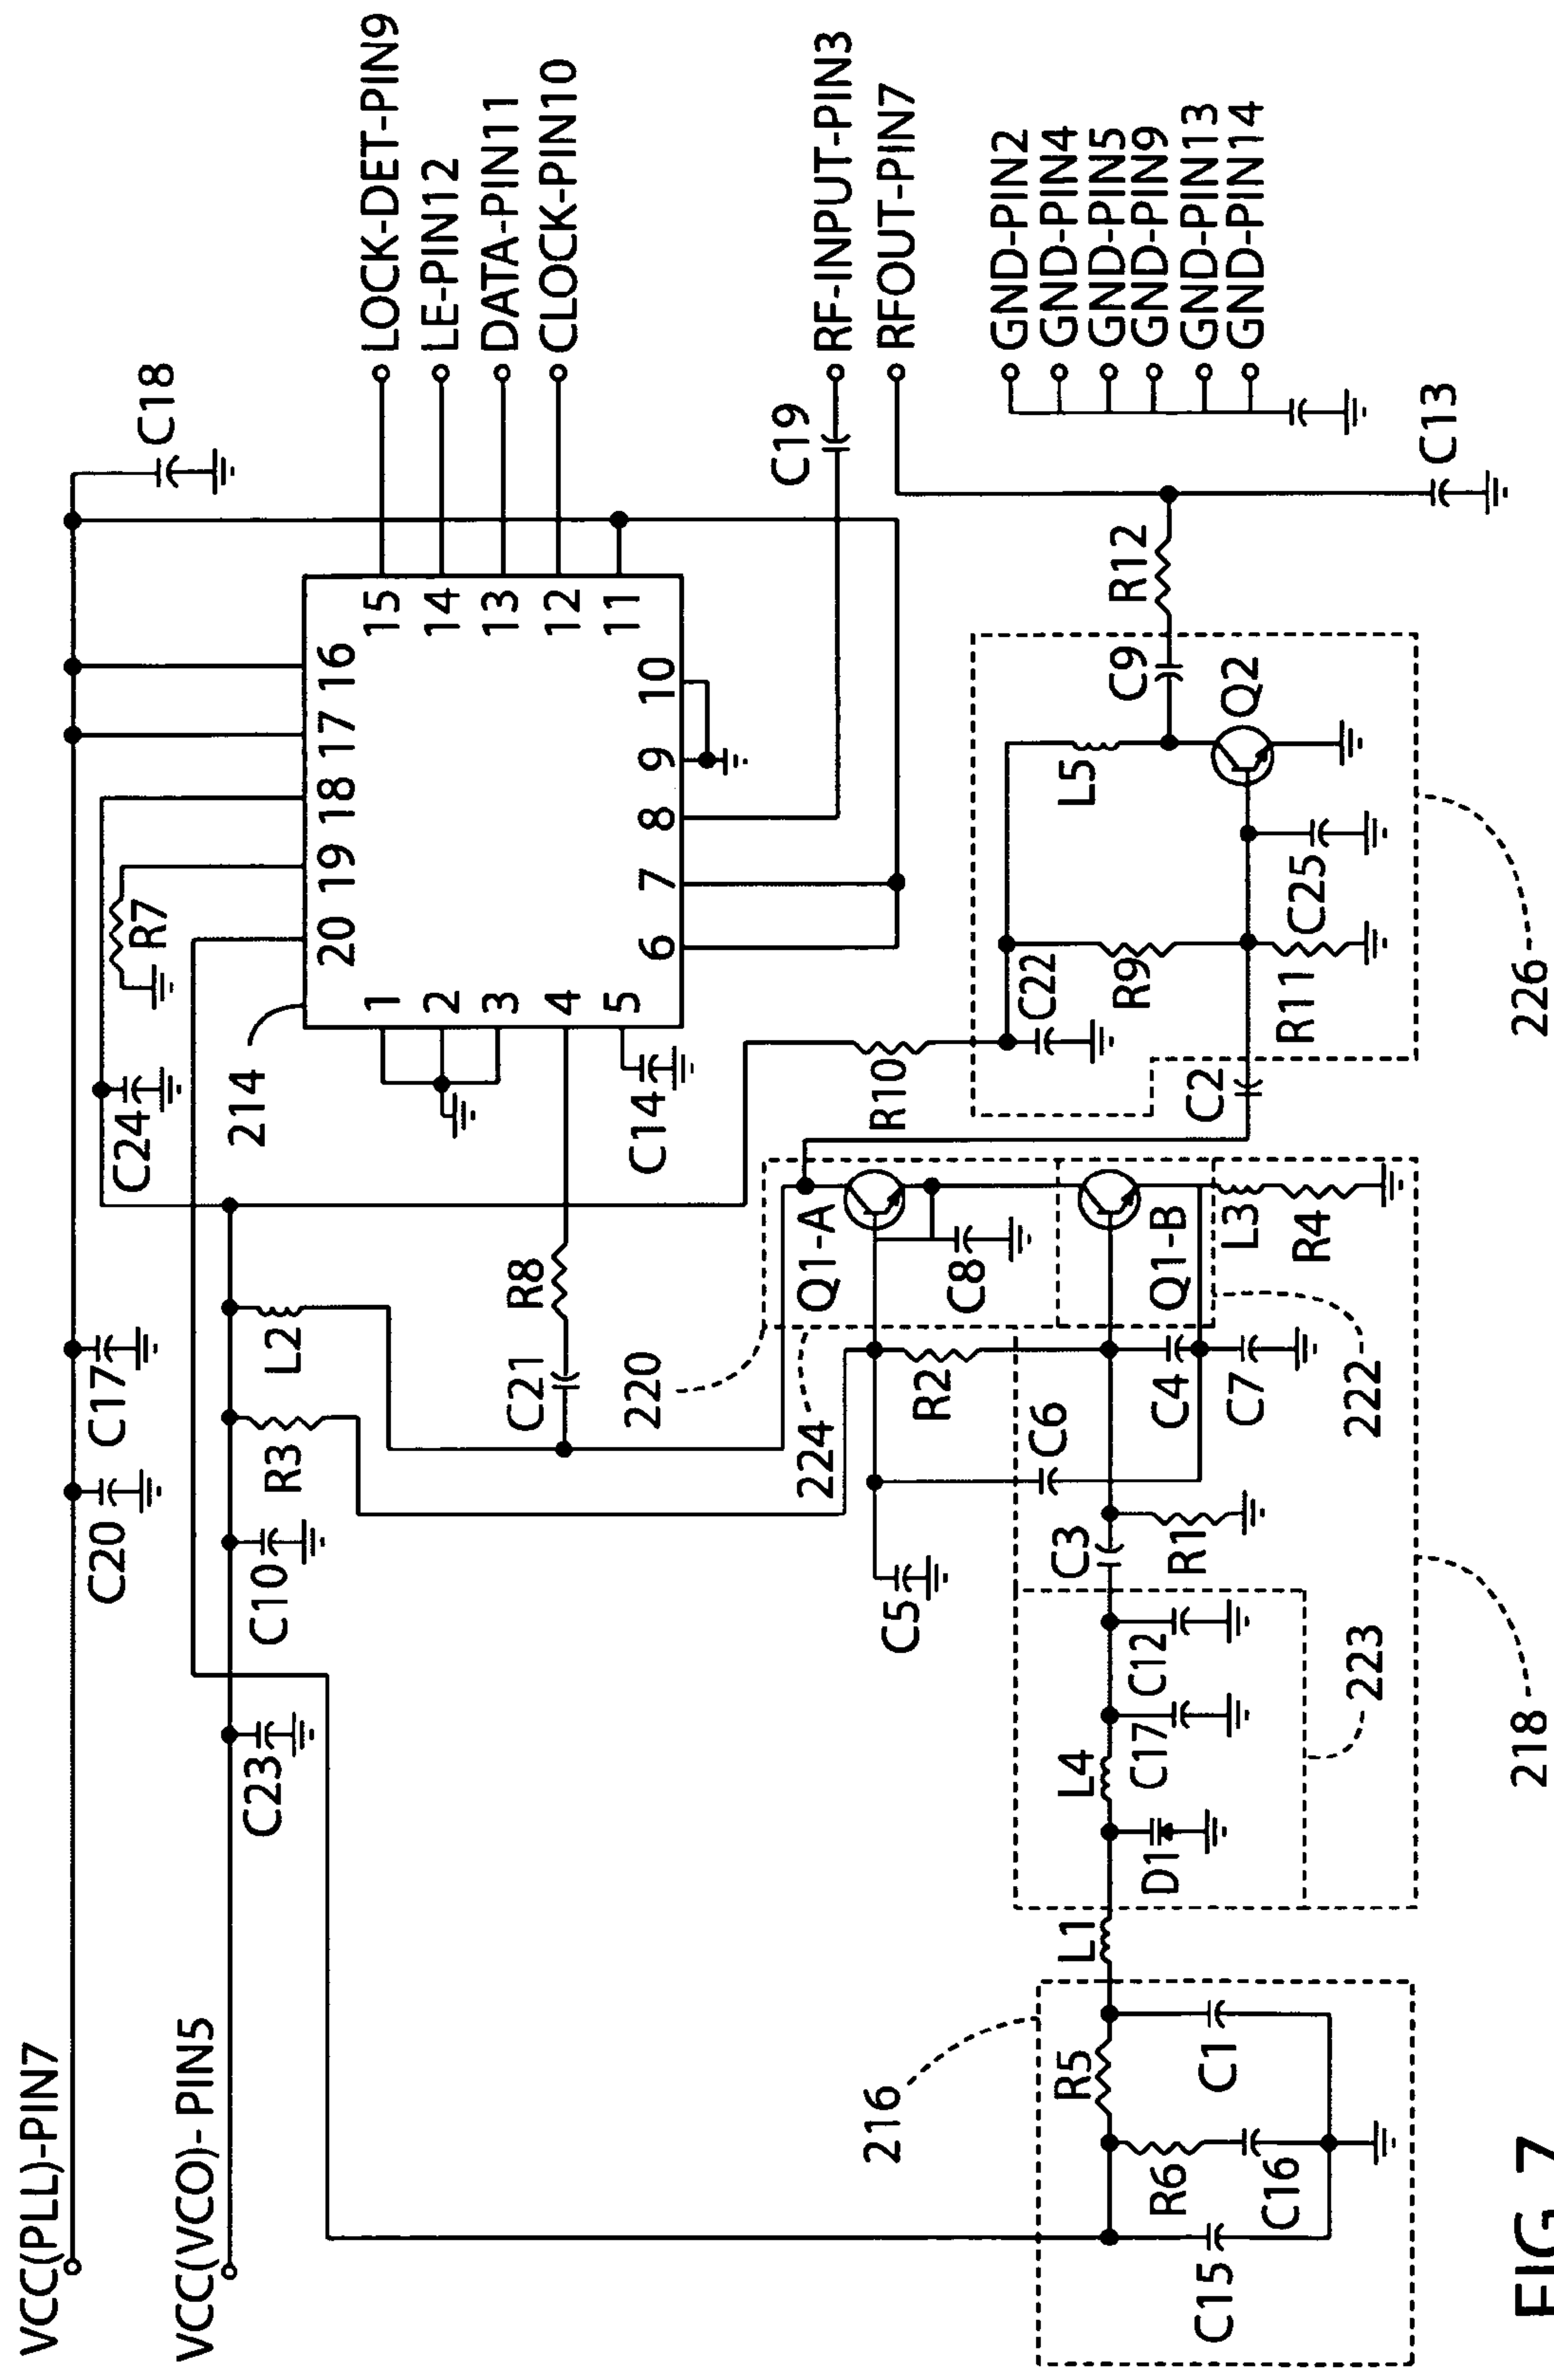 VCC(PLL)-PIN7
VCC(VCO)- PIN5
C20
C17
C18
C23
C10
R3
L2
C24
R7
214
20
19
18
17
16
1
2
3
4
5
15
14
13
12
11
6
7
8
9
10
LOCK-DET-PIN9
LE-PIN12
DATA-PIN11
CLOCK-PIN10
C14
C21
R8
C19
RF-INPUT-PIN3
RFOUT-PIN7
220
224
Q1-A
R10
C5
R2
C8
C6
216
R5
L1
L4
C3
C4
Q1-B
C2
C22
R9
L5
C9
R12
GND-PIN2
GND-PIN4
GND-PIN5
GND-PIN9
GND-PIN13
GND-PIN14
C15
R6
C16
C1
D1
C17
C12
R1
C7
L3
R4
R11
C25
Q2
C13
223
222
218
226
FIG.7